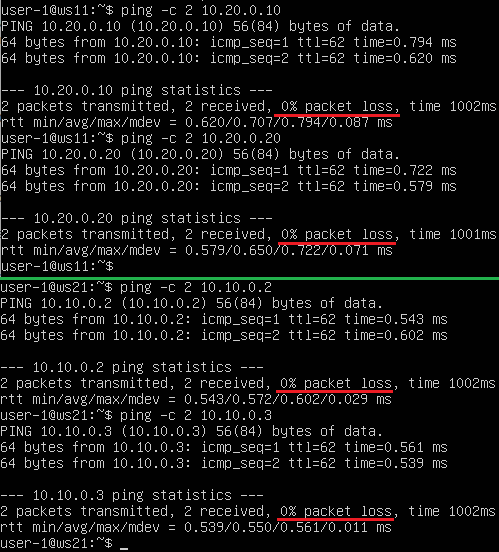 user-1@ws11:~$ ping -c 2 10.20.0.10
PING 10.20.0.10 (10.20.0.10) 56(84) bytes of data.
64 bytes from 10.20.0.10: icmp_seq=1 ttl=62 time=0.794 ms
64 bytes from 10.20.0.10: icmp_seq=2 ttl=62 time=0.620 ms

--- 10.20.0.10 ping statistics ---
2 packets transmitted, 2 received, 0% packet loss, time 1002ms
rtt min/avg/max/mdev = 0.620/0.707/0.794/0.087 ms
user-1@ws11:~$ ping -c 2 10.20.0.20
PING 10.20.0.20 (10.20.0.20) 56(84) bytes of data.
64 bytes from 10.20.0.20: icmp_seq=1 ttl=62 time=0.722 ms
64 bytes from 10.20.0.20: icmp_seq=2 ttl=62 time=0.579 ms

--- 10.20.0.20 ping statistics ---
2 packets transmitted, 2 received, 0% packet loss, time 1001ms
rtt min/avg/max/mdev = 0.579/0.650/0.722/0.071 ms
user-1@ws11:~$
user-1@ws21:~$ ping -c 2 10.10.0.2
PING 10.10.0.2 (10.10.0.2) 56(84) bytes of data.
64 bytes from 10.10.0.2: icmp_seq=1 ttl=62 time=0.543 ms
64 bytes from 10.10.0.2: icmp_seq=2 ttl=62 time=0.602 ms

--- 10.10.0.2 ping statistics ---
2 packets transmitted, 2 received, 0% packet loss, time 1002ms
rtt min/avg/max/mdev = 0.543/0.572/0.602/0.029 ms
user-1@ws21:~$ ping -c 2 10.10.0.3
PING 10.10.0.3 (10.10.0.3) 56(84) bytes of data.
64 bytes from 10.10.0.3: icmp_seq=1 ttl=62 time=0.561 ms
64 bytes from 10.10.0.3: icmp_seq=2 ttl=62 time=0.539 ms

--- 10.10.0.3 ping statistics ---
2 packets transmitted, 2 received, 0% packet loss, time 1002ms
rtt min/avg/max/mdev = 0.539/0.550/0.561/0.011 ms
user-1@ws21:~$ _